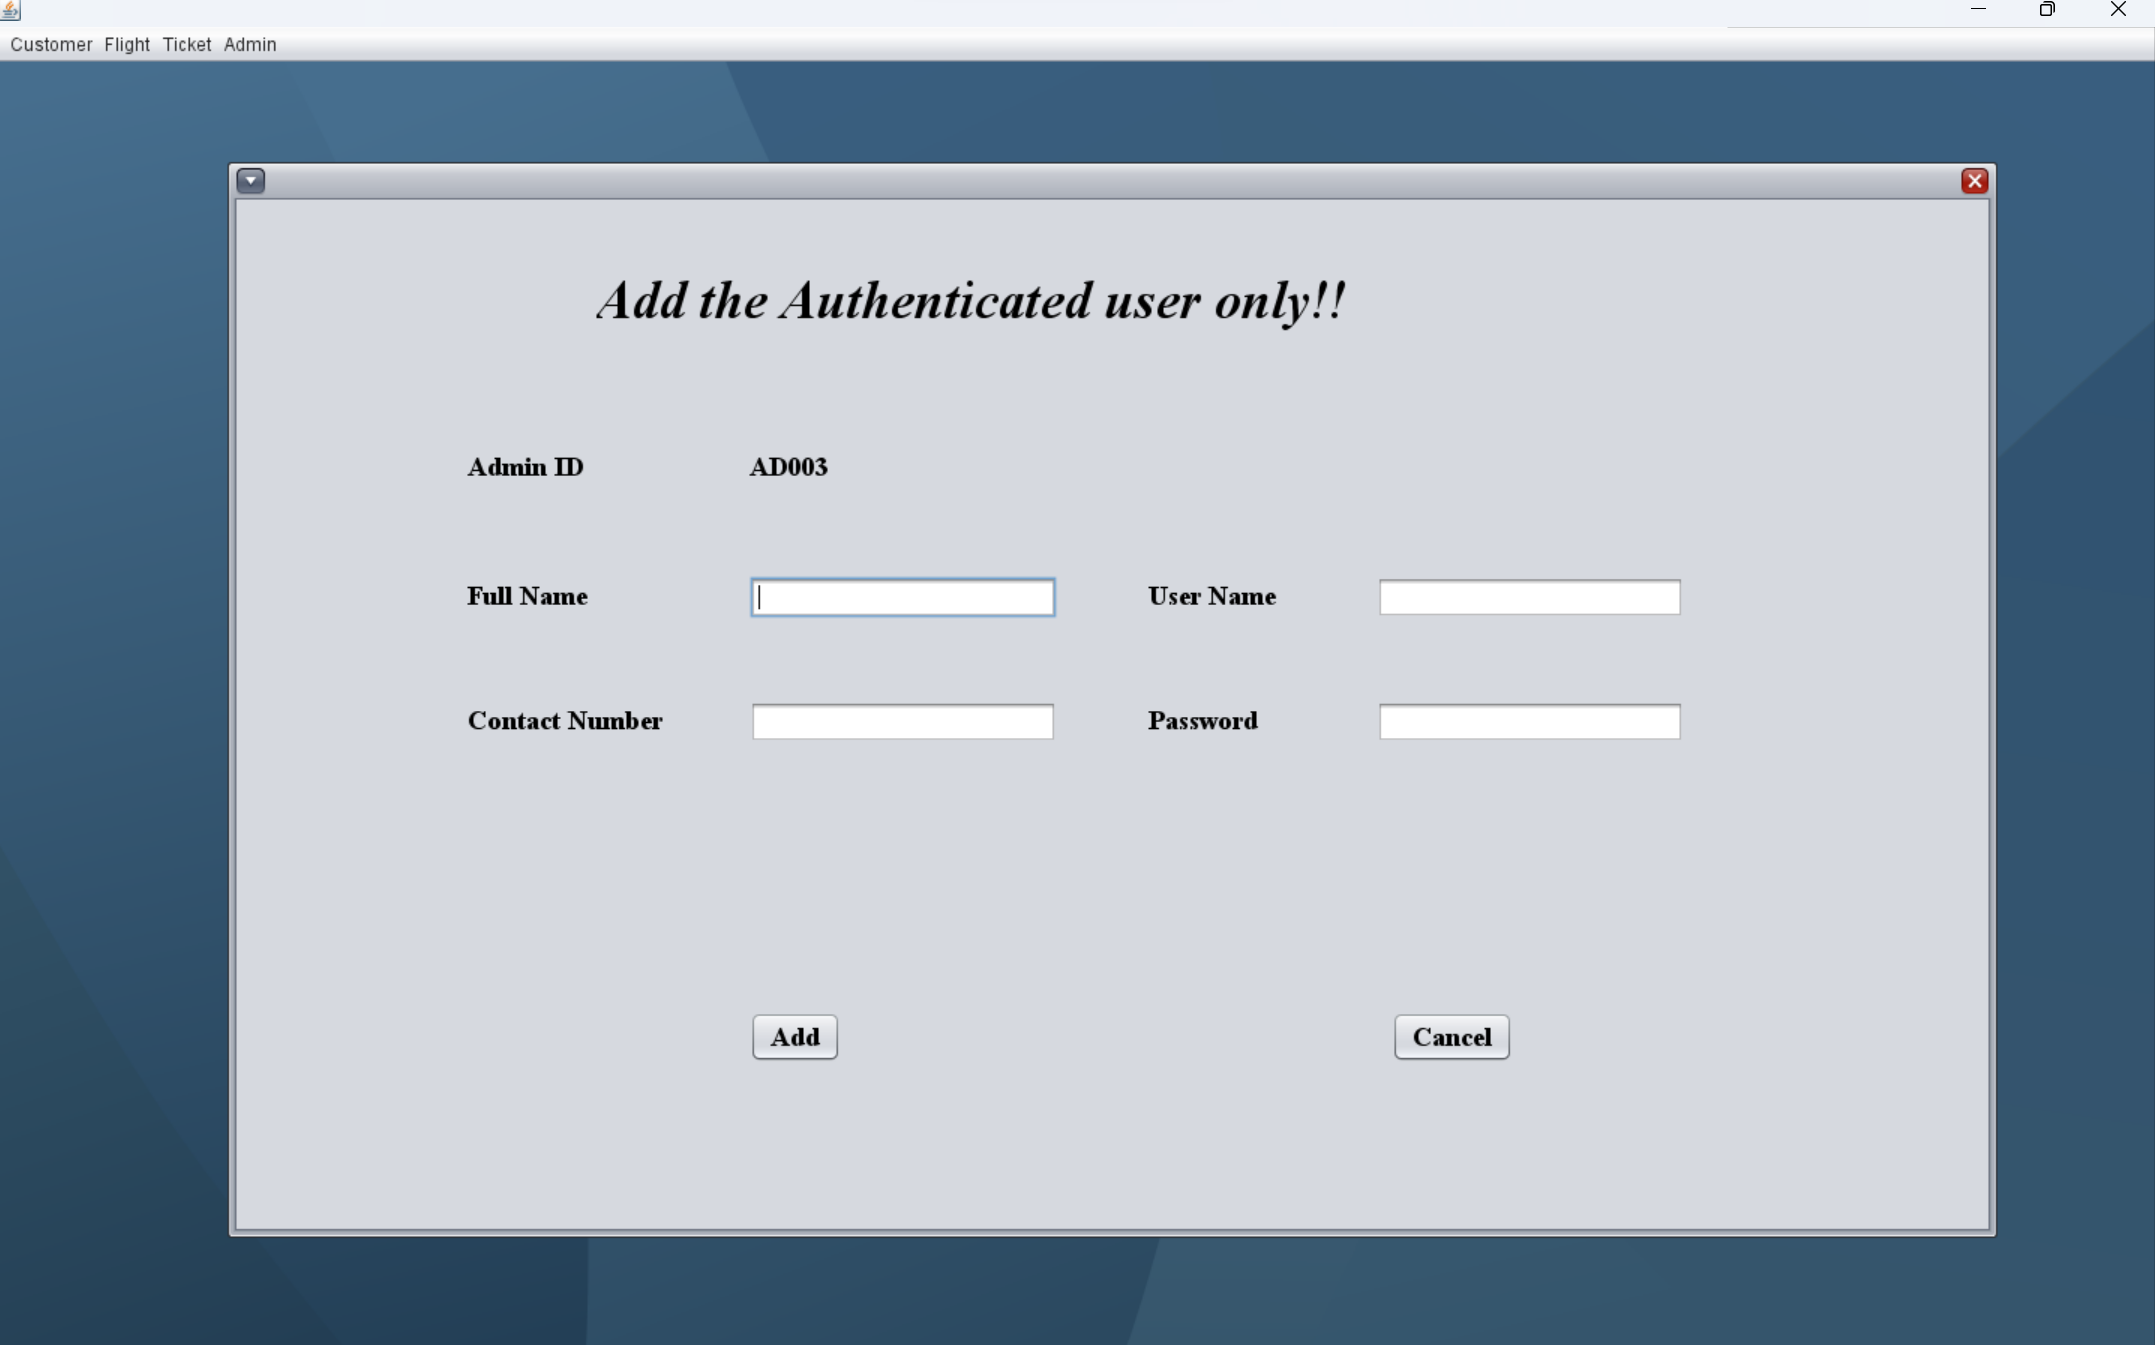 Customer Flight Ticket Admin
Add the Authenticated user only!!
Admin ID AD003
Full Name User Name
Contact Number Password
Add Cancel